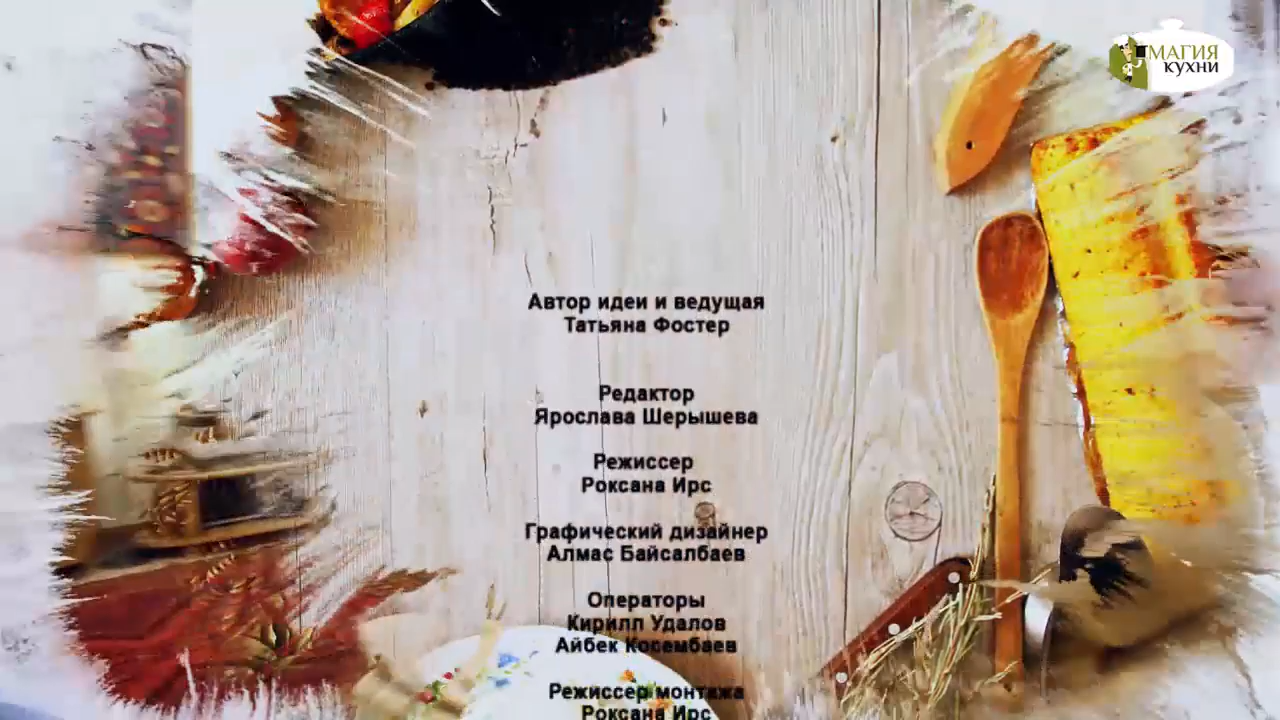 МАГИЯ
КУХНИ
Автор идеи и ведущая
Татьяна Фостер
Редактор
Ярослава Шерышева
Режиссер
Роксана Ирс
Графический дизайнер
Алмас Байсалбаев
Операторы
Кирилл Удалов
Айбек Косембаев
Режиссер монтажа
Роксана Ирс